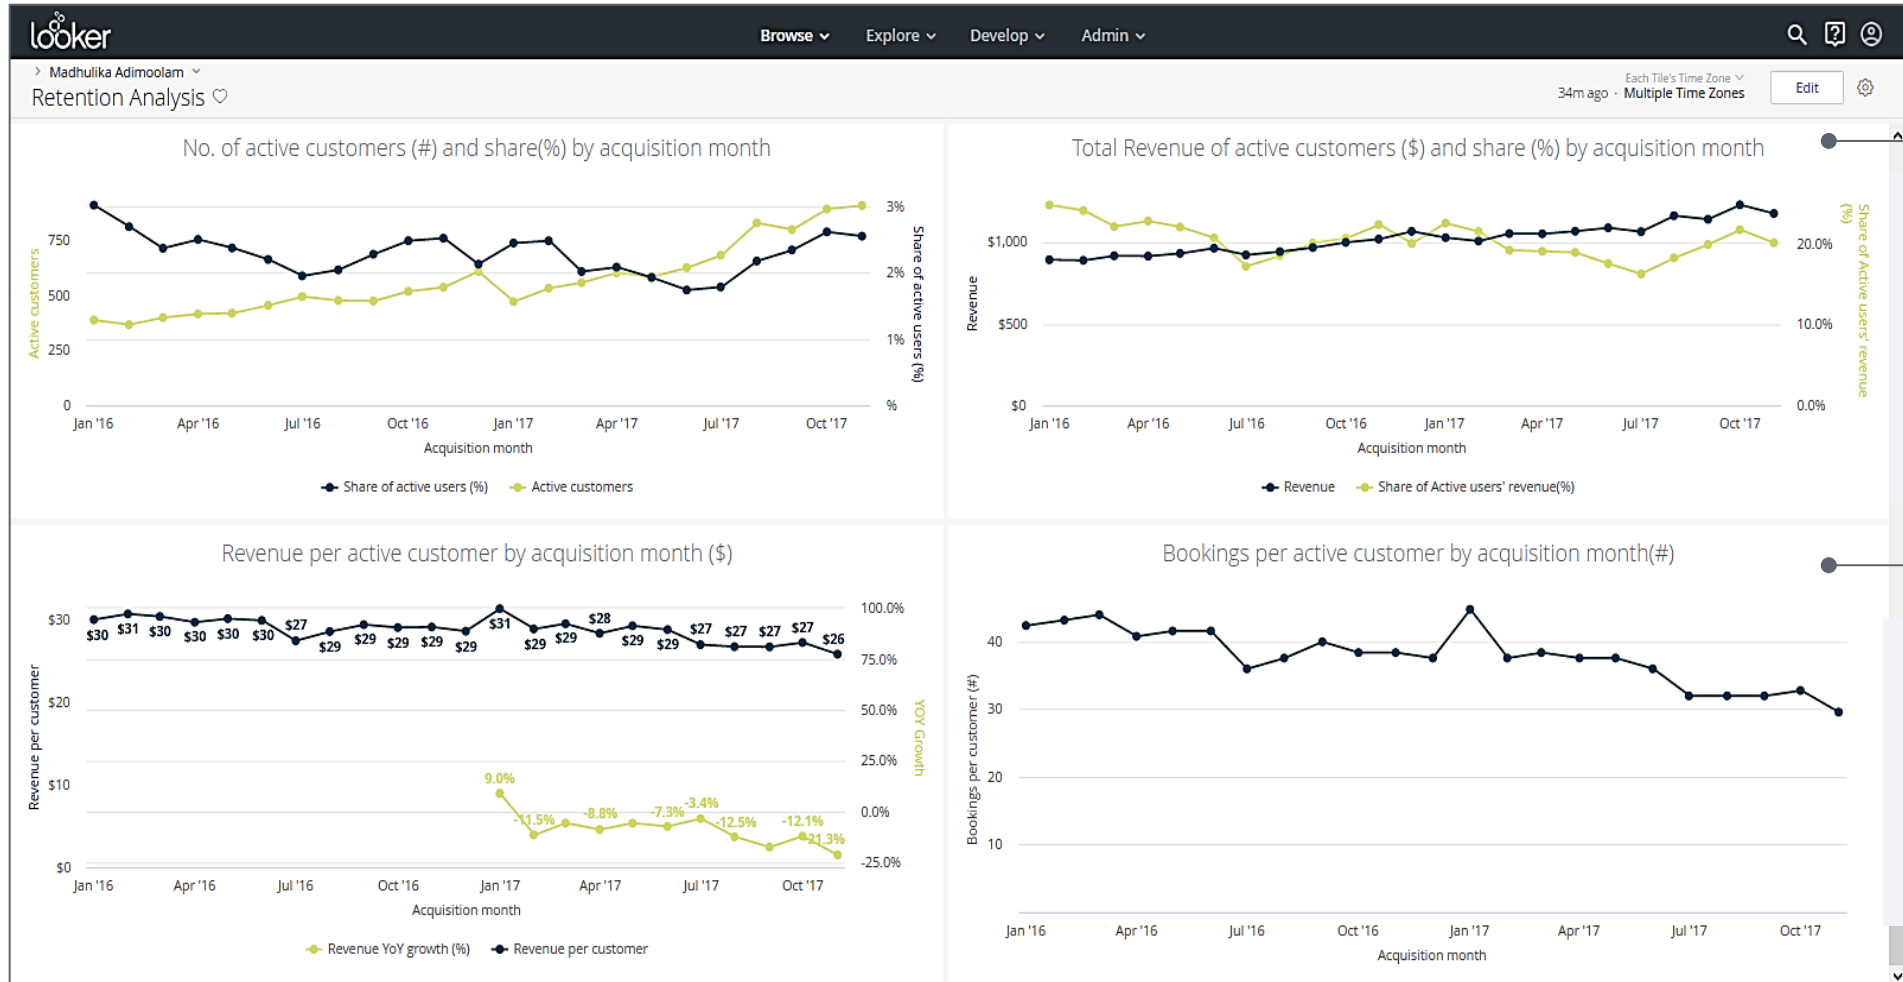 looker
Browse
Explore
Develop
Admin
Madhulika Adimoolam
Retention Analysis
Each Tile's Time Zone
34m ago · Multiple Time Zones
Edit
No. of active customers (#) and share(%) by acquisition month
Active customers
750
500
250
0
3%
2%
1%
%
Share of active users (%)
Jan '16
Apr '16
Jul '16
Oct '16
Jan '17
Apr '17
Jul '17
Oct '17
Acquisition month
Share of active users (%)
Active customers
Total Revenue of active customers ($) and share (%) by acquisition month
Revenue
$1,000
$500
$0
20.0%
10.0%
0.0%
Share of Active users' revenue
(%)
Jan '16
Apr '16
Jul '16
Oct '16
Jan '17
Apr '17
Jul '17
Oct '17
Acquisition month
Revenue
Share of Active users' revenue(%)
Revenue per active customer by acquisition month ($)
Revenue per customer
$30
$20
$10
$0
$30
$31
$30
$30
$30
$30
$27
$29
$29
$29
$29
$29
$31
$29
$29
$28
$29
$29
$27
$27
$27
$27
$26
9.0%
-11.5%
-8.8%
-7.3%
-3.4%
-12.5%
-12.1%
-21.3%
100.0%
75.0%
50.0%
25.0%
0.0%
-25.0%
YOY Growth
Jan '16
Apr '16
Jul '16
Oct '16
Jan '17
Apr '17
Jul '17
Oct '17
Acquisition month
Revenue YoY growth (%)
Revenue per customer
Bookings per active customer by acquisition month(#)
Bookings per customer (#)
40
30
20
10
Jan '16
Apr '16
Jul '16
Oct '16
Jan '17
Apr '17
Jul '17
Oct '17
Acquisition month